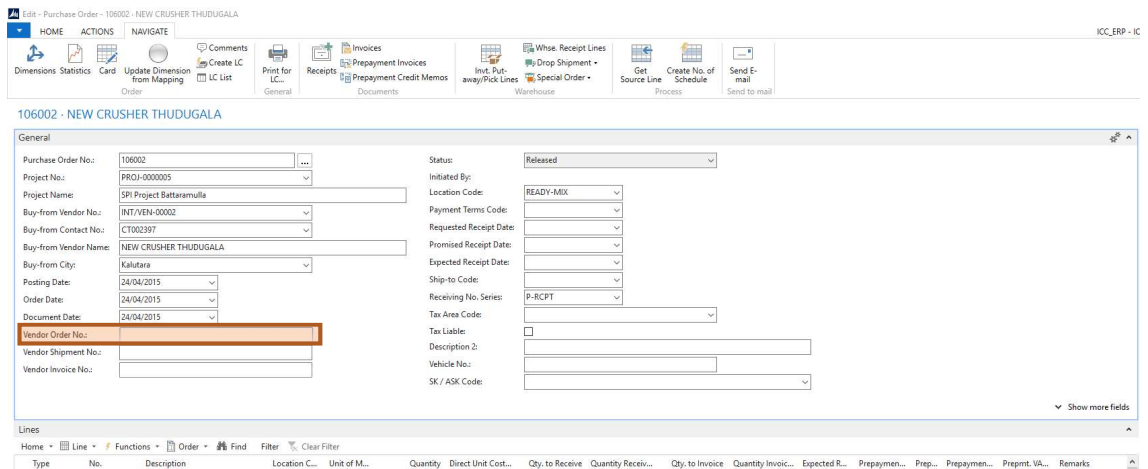 Edit - Purchase Order - 106002 · NEW CRUSHER THUDUGALA
HOME ACTIONS NAVIGATE ICC_ERP - IC
Dimensions Statistics Card Update Dimension from Mapping Comments Create LC LC List Order
Print for LC... General
Receipts Invoices Prepayment Invoices Prepayment Credit Memos Documents
Invt. Put-away/Pick Lines Whse. Receipt Lines Drop Shipment Special Order Warehouse
Get Source Line Create No. of Schedule Process
Send E-mail Send to mail
106002 · NEW CRUSHER THUDUGALA
General
Purchase Order No.: 106002 ...
Project No.: PROJ-0000005
Project Name: SPI Project Battaramulla
Buy-from Vendor No.: INT/VEN-00002
Buy-from Contact No.: CT002397
Buy-from Vendor Name: NEW CRUSHER THUDUGALA
Buy-from City: Kalutara
Posting Date: 24/04/2015
Order Date: 24/04/2015
Document Date: 24/04/2015
Vendor Order No.:
Vendor Shipment No.:
Vendor Invoice No.:
Status: Released
Initiated By:
Location Code: READY-MIX
Payment Terms Code:
Requested Receipt Date:
Promised Receipt Date:
Expected Receipt Date:
Ship-to Code:
Receiving No. Series: P-RCPT
Tax Area Code:
Tax Liable:
Description 2:
Vehicle No.:
SK / ASK Code:
Show more fields
Lines
Home Line Functions Order Find Filter Clear Filter
Type No. Description Location C... Unit of M... Quantity Direct Unit Cost... Qty. to Receive Quantity Receiv... Qty. to Invoice Quantity Invoic... Expected R... Prepaymen... Prep... Prepaymen... Prepmt. VA... Remarks